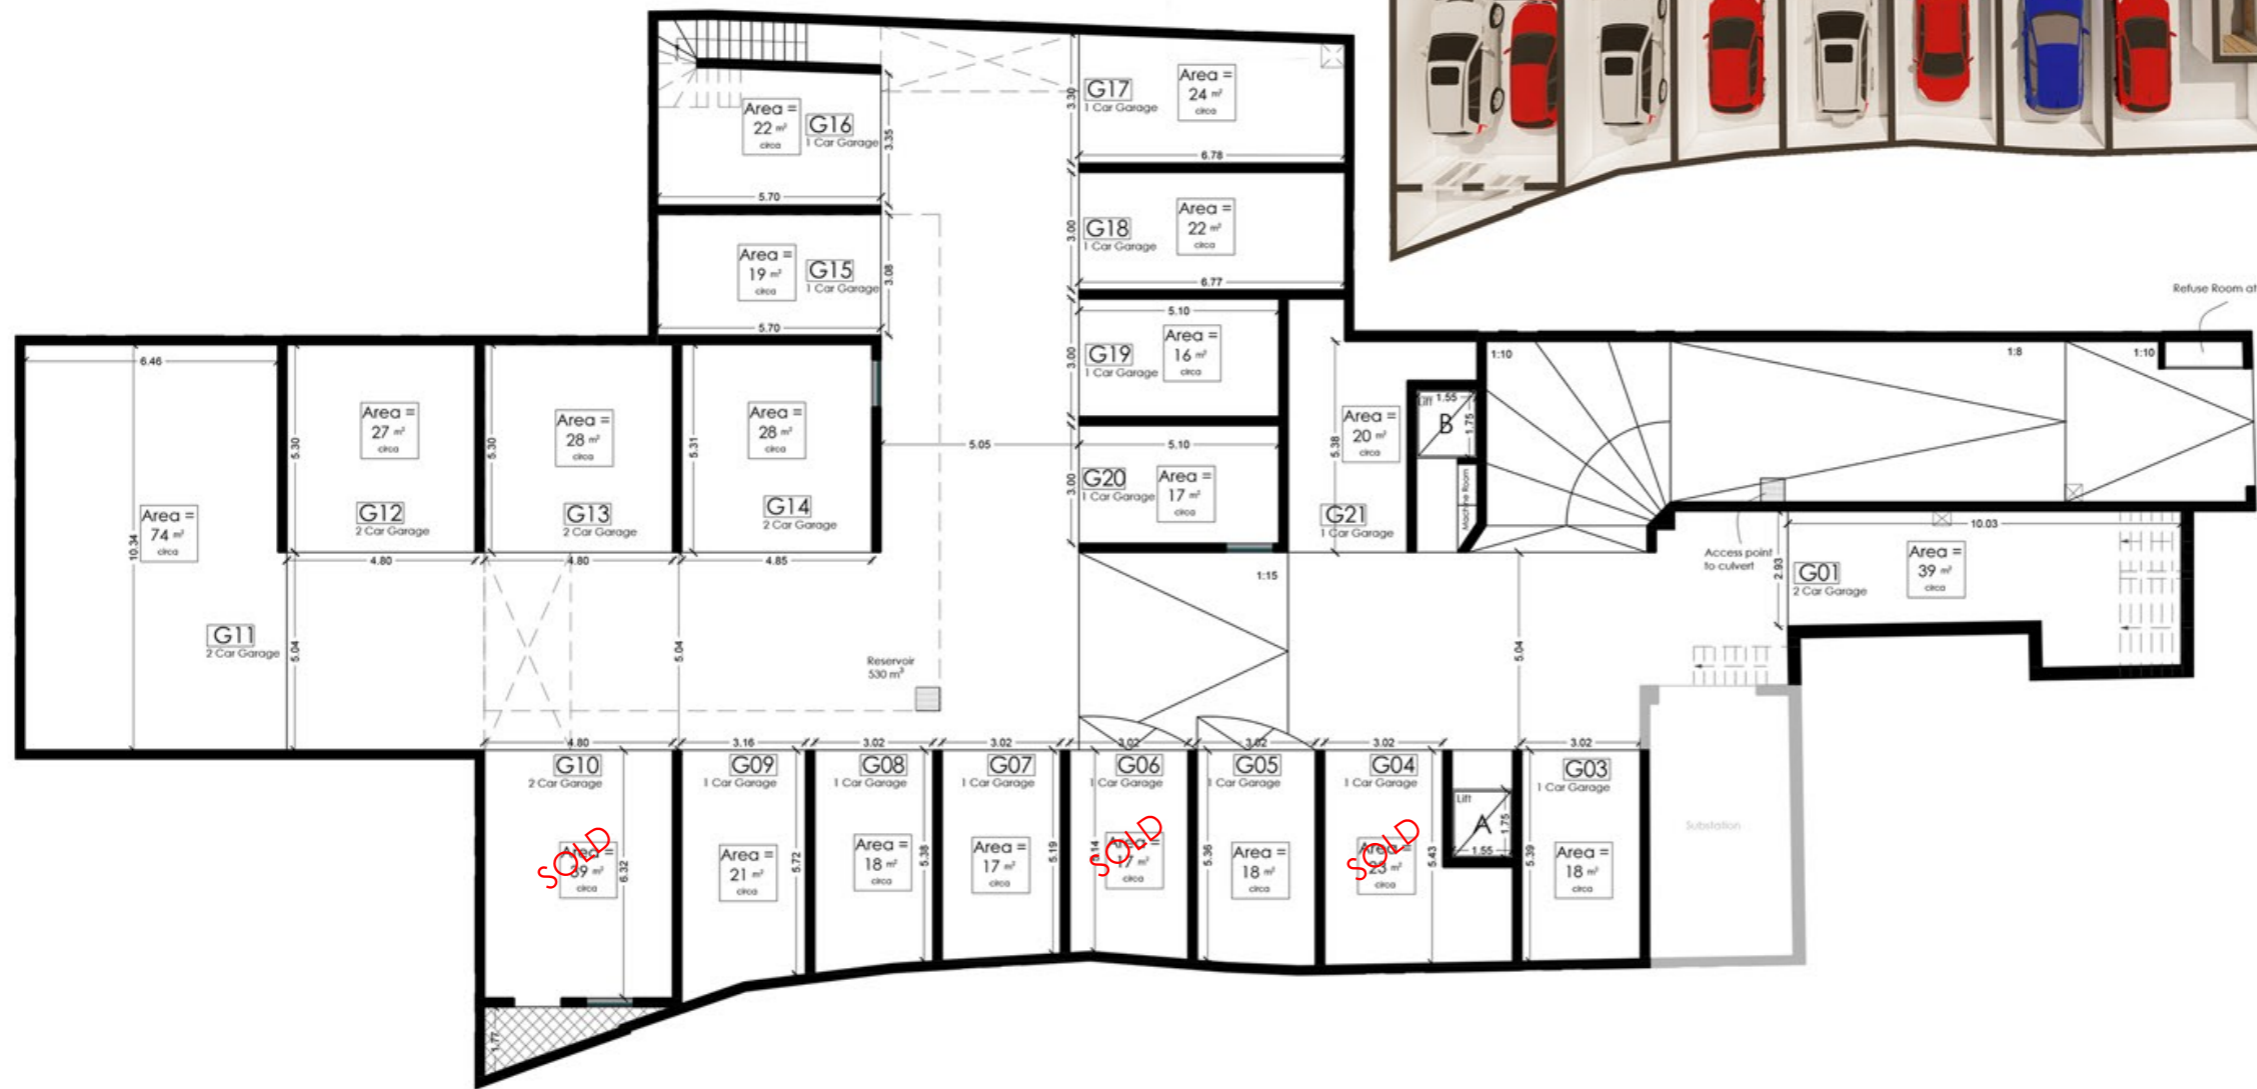 G17
1 Car Garage
Area =
24 m²
circa
3.30
6.78
Area =
22 m²
circa
G16
1 Car Garage
3.35
5.70
G18
1 Car Garage
Area =
22 m²
circa
3.00
6.77
Area =
19 m²
circa
G15
1 Car Garage
3.08
5.70
Refuse Room at
5.10
G19
1 Car Garage
Area =
16 m²
circa
3.00
1:10
1:8
1:10
6.46
10.34
Area =
74 m²
circa
G11
2 Car Garage
5.30
Area =
27 m²
circa
G12
2 Car Garage
4.80
5.30
Area =
28 m²
circa
G13
2 Car Garage
4.80
5.31
Area =
28 m²
circa
G14
2 Car Garage
4.85
5.05
5.10
G20
1 Car Garage
Area =
17 m²
circa
3.00
5.38
Area =
20 m²
circa
G21
1 Car Garage
Lift
1.55
B
1.75
Machine Room
Access point
to culvert
2.93
10.03
G01
2 Car Garage
Area =
39 m²
circa
1:15
5.04
5.04
5.04
Reservoir
530 m³
4.80
3.16
3.02
3.02
3.02
3.02
3.02
3.02
G10
2 Car Garage
Area =
39 m²
circa
SOLD
6.32
1.77
G09
1 Car Garage
Area =
21 m²
circa
5.72
G08
1 Car Garage
Area =
18 m²
circa
5.38
G07
1 Car Garage
Area =
17 m²
circa
5.19
G06
1 Car Garage
Area =
17 m²
circa
SOLD
G05
1 Car Garage
5.36
Area =
18 m²
circa
G04
1 Car Garage
Area =
23 m²
circa
SOLD
5.43
Lift
A
1.75
1.55
G03
1 Car Garage
5.39
Area =
18 m²
circa
Substation